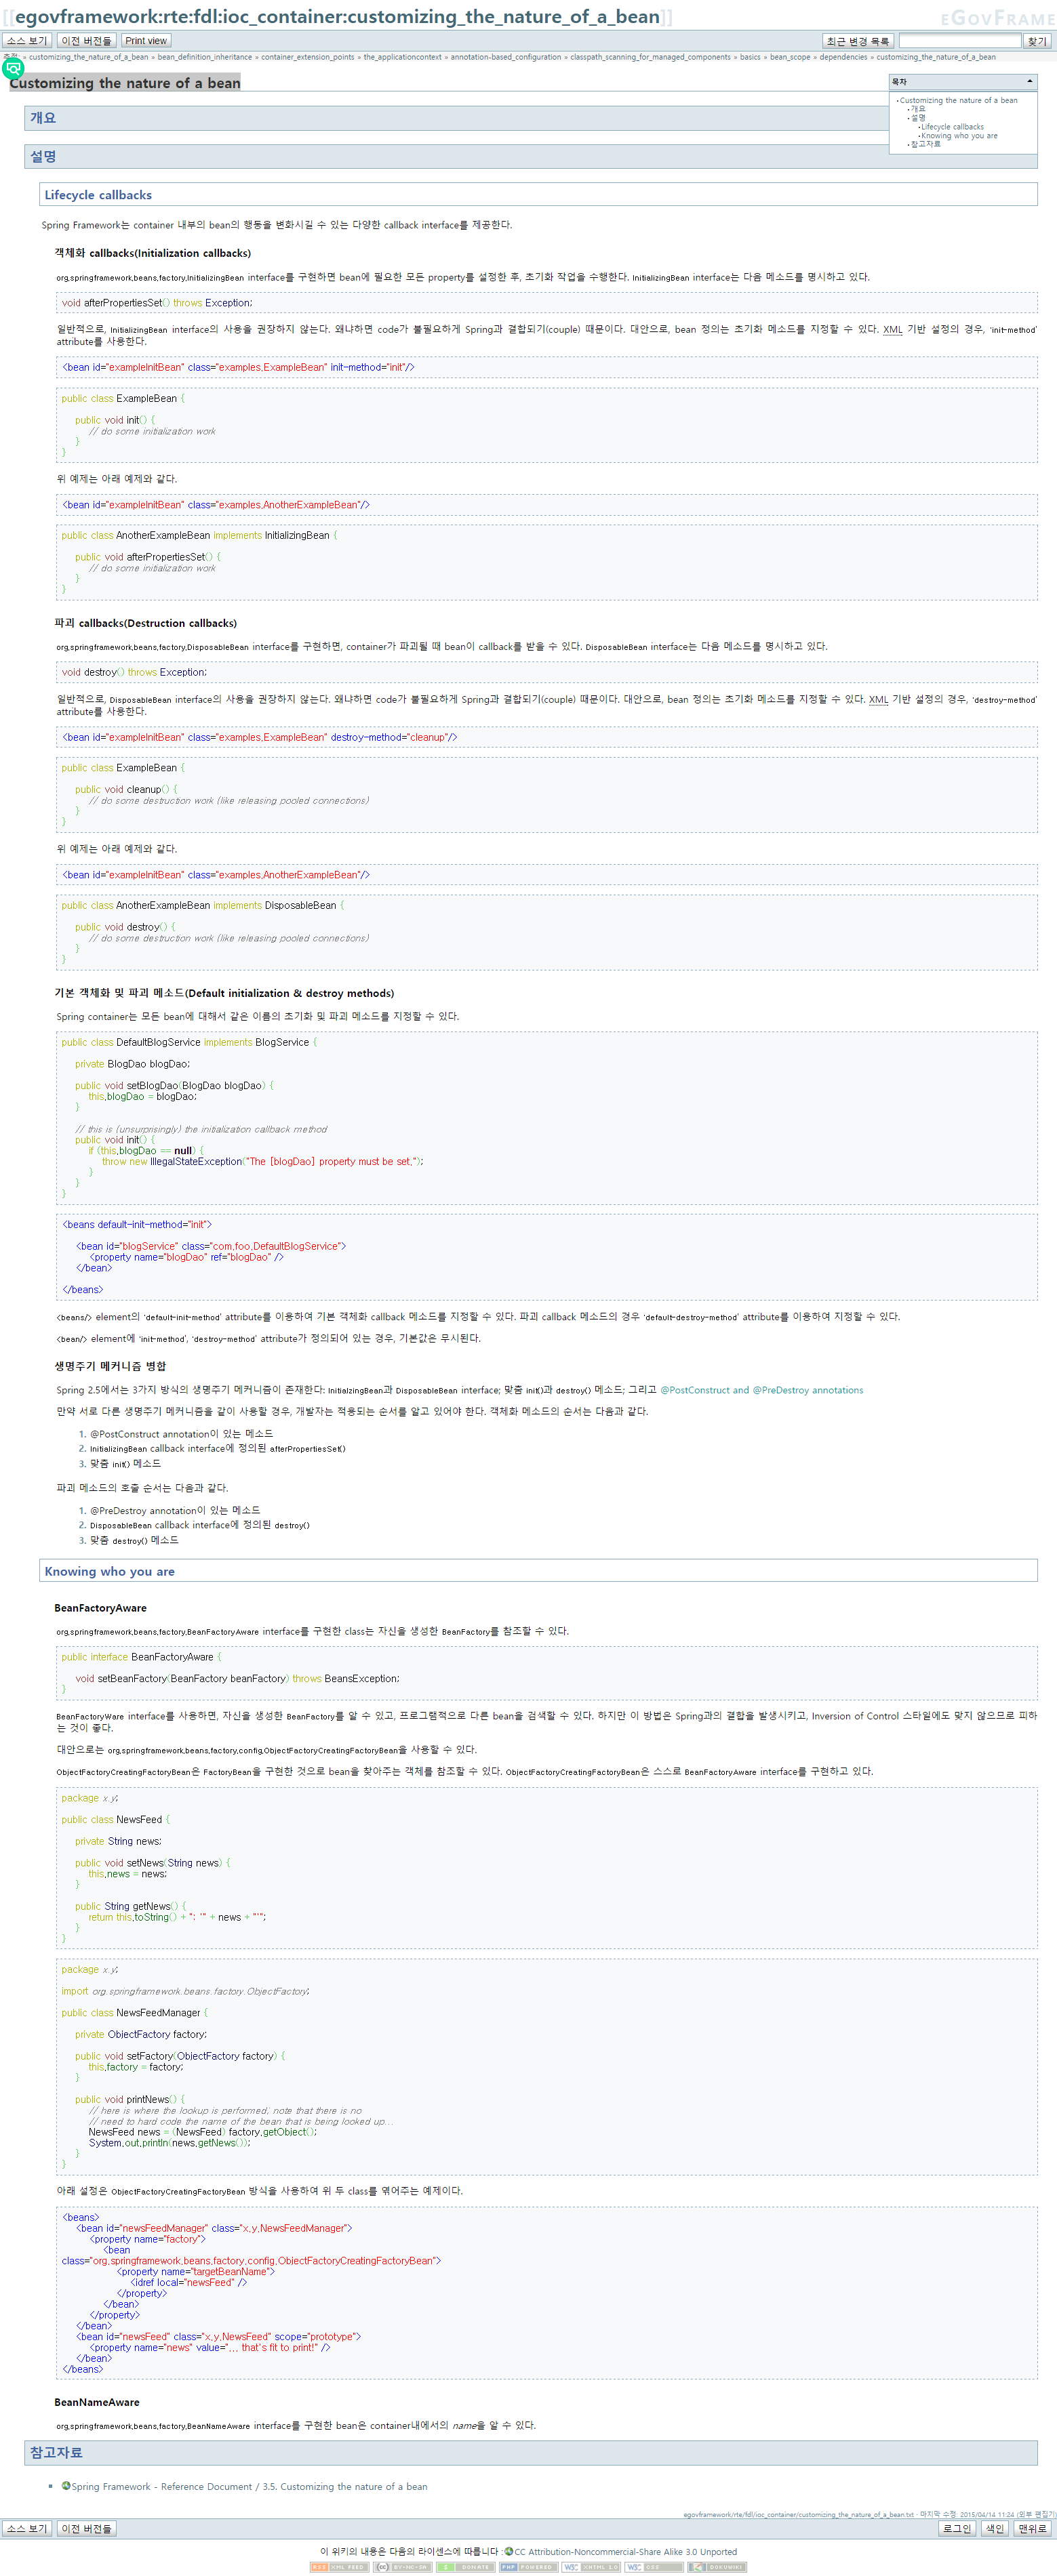 [[egovframework:rte:fdl:ioc_container:customizing_the_nature_of_a_bean]]
eGovFrame
소스 보기 이전 버전들 Print view
최근 변경 목록 찾기
추적: » customizing_the_nature_of_a_bean » bean_definition_inheritance » container_extension_points » the_applicationcontext » annotation-based_configuration » classpath_scanning_for_managed_components » basics » bean_scope » dependencies » customizing_the_nature_of_a_bean
목차
Customizing the nature of a bean
개요
설명
Lifecycle callbacks
Knowing who you are
참고자료
Customizing the nature of a bean
개요
설명
Lifecycle callbacks
Spring Framework는 container 내부의 bean의 행동을 변화시킬 수 있는 다양한 callback interface를 제공한다.
객체화 callbacks(Initialization callbacks)
org.springframework.beans.factory.InitializingBean interface를 구현하면 bean에 필요한 모든 property를 설정한 후, 초기화 작업을 수행한다. InitializingBean interface는 다음 메소드를 명시하고 있다.
void afterPropertiesSet() throws Exception;
일반적으로, InitializingBean interface의 사용을 권장하지 않는다. 왜냐하면 code가 불필요하게 Spring과 결합되기(couple) 때문이다. 대안으로, bean 정의는 초기화 메소드를 지정할 수 있다. XML 기반 설정의 경우, 'init-method'
attribute를 사용한다.
<bean id="exampleInitBean" class="examples.ExampleBean" init-method="init"/>
public class ExampleBean {
public void init() {
// do some initialization work
}
}
위 예제는 아래 예제와 같다.
<bean id="exampleInitBean" class="examples.AnotherExampleBean"/>
public class AnotherExampleBean implements InitializingBean {
public void afterPropertiesSet() {
// do some initialization work
}
}
파괴 callbacks(Destruction callbacks)
org.springframework.beans.factory.DisposableBean interface를 구현하면, container가 파괴될 때 bean이 callback를 받을 수 있다. DisposableBean interface는 다음 메소드를 명시하고 있다.
void destroy() throws Exception;
일반적으로, DisposableBean interface의 사용을 권장하지 않는다. 왜냐하면 code가 불필요하게 Spring과 결합되기(couple) 때문이다. 대안으로, bean 정의는 초기화 메소드를 지정할 수 있다. XML 기반 설정의 경우, 'destroy-method'
attribute를 사용한다.
<bean id="exampleInitBean" class="examples.ExampleBean" destroy-method="cleanup"/>
public class ExampleBean {
public void cleanup() {
// do some destruction work (like releasing pooled connections)
}
}
위 예제는 아래 예제와 같다.
<bean id="exampleInitBean" class="examples.AnotherExampleBean"/>
public class AnotherExampleBean implements DisposableBean {
public void destroy() {
// do some destruction work (like releasing pooled connections)
}
}
기본 객체화 및 파괴 메소드(Default initialization & destroy methods)
Spring container는 모든 bean에 대해서 같은 이름의 초기화 및 파괴 메소드를 지정할 수 있다.
public class DefaultBlogService implements BlogService {
private BlogDao blogDao;
public void setBlogDao(BlogDao blogDao) {
this.blogDao = blogDao;
}
// this is (unsurprisingly) the initialization callback method
public void init() {
if (this.blogDao == null) {
throw new IllegalStateException("The [blogDao] property must be set.");
}
}
}
<beans default-init-method="init">
<bean id="blogService" class="com.foo.DefaultBlogService">
<property name="blogDao" ref="blogDao" />
</bean>
</beans>
<beans/> element의 'default-init-method' attribute를 이용하여 기본 객체화 callback 메소드를 지정할 수 있다. 파괴 callback 메소드의 경우 'default-destroy-method' attribute를 이용하여 지정할 수 있다.
<bean/> element에 'init-method', 'destroy-method' attribute가 정의되어 있는 경우, 기본값은 무시된다.
생명주기 메커니즘 병합
Spring 2.5에서는 3가지 방식의 생명주기 메커니즘이 존재한다: InitializingBean과 DisposableBean interface; 맞춤 init()과 destroy() 메소드; 그리고 @PostConstruct and @PreDestroy annotations
만약 서로 다른 생명주기 메커니즘을 같이 사용할 경우, 개발자는 적용되는 순서를 알고 있어야 한다. 객체화 메소드의 순서는 다음과 같다.
1. @PostConstruct annotation이 있는 메소드
2. InitializingBean callback interface에 정의된 afterPropertiesSet()
3. 맞춤 init() 메소드
파괴 메소드의 호출 순서는 다음과 같다.
1. @PreDestroy annotation이 있는 메소드
2. DisposableBean callback interface에 정의된 destroy()
3. 맞춤 destroy() 메소드
Knowing who you are
BeanFactoryAware
org.springframework.beans.factory.BeanFactoryAware interface를 구현한 class는 자신을 생성한 BeanFactory를 참조할 수 있다.
public interface BeanFactoryAware {
void setBeanFactory(BeanFactory beanFactory) throws BeansException;
}
BeanFactoryWare interface를 사용하면, 자신을 생성한 BeanFactory를 알 수 있고, 프로그램적으로 다른 bean을 검색할 수 있다. 하지만 이 방법은 Spring과의 결합을 발생시키고, Inversion of Control 스타일에도 맞지 않으므로 피하
는 것이 좋다.
대안으로는 org.springframework.beans.factory.config.ObjectFactoryCreatingFactoryBean을 사용할 수 있다.
ObjectFactoryCreatingFactoryBean은 FactoryBean을 구현한 것으로 bean을 찾아주는 객체를 참조할 수 있다. ObjectFactoryCreatingFactoryBean은 스스로 BeanFactoryAware interface를 구현하고 있다.
package x.y;
public class NewsFeed {
private String news;
public void setNews(String news) {
this.news = news;
}
public String getNews() {
return this.toString() + ": '" + news + "'";
}
}
package x.y;
import org.springframework.beans.factory.ObjectFactory;
public class NewsFeedManager {
private ObjectFactory factory;
public void setFactory(ObjectFactory factory) {
this.factory = factory;
}
public void printNews() {
// here is where the lookup is performed; note that there is no
// need to hard code the name of the bean that is being looked up...
NewsFeed news = (NewsFeed) factory.getObject();
System.out.println(news.getNews());
}
}
아래 설정은 ObjectFactoryCreatingFactoryBean 방식을 사용하여 위 두 class를 엮어주는 예제이다.
<beans>
<bean id="newsFeedManager" class="x.y.NewsFeedManager">
<property name="factory">
<bean
class="org.springframework.beans.factory.config.ObjectFactoryCreatingFactoryBean">
<property name="targetBeanName">
<idref local="newsFeed" />
</property>
</bean>
</property>
</bean>
<bean id="newsFeed" class="x.y.NewsFeed" scope="prototype">
<property name="news" value="... that's fit to print!" />
</bean>
</beans>
BeanNameAware
org.springframework.beans.factory.BeanNameAware interface를 구현한 bean은 container내에서의 name을 알 수 있다.
참고자료
Spring Framework - Reference Document / 3.5. Customizing the nature of a bean
egovframework/rte/fdl/ioc_container/customizing_the_nature_of_a_bean.txt · 마지막 수정: 2015/04/14 11:24 (외부 편집기)
소스 보기 이전 버전들
로그인 색인 맨위로
이 위키의 내용은 다음의 라이센스에 따릅니다 : CC Attribution-Noncommercial-Share Alike 3.0 Unported
RSS XML FEED CC BY-NC-SA $ DONATE PHP POWERED W3C XHTML 1.0 W3C CSS DOKUWIKI